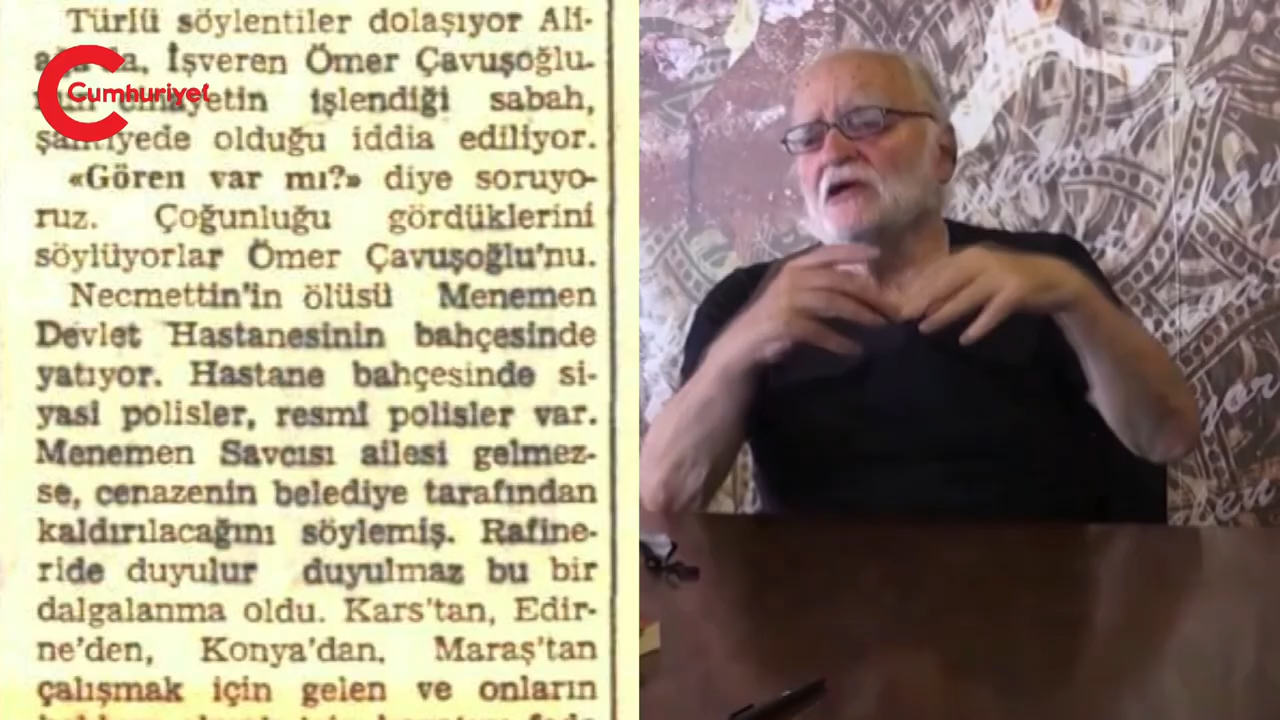 Türlü söylentiler dolaşıyor Ali-
da, İşveren Ömer Çavuşoğlu-
Cumhuriyet
işlendiği sabah,
şantiyede olduğu iddia ediliyor.
«Gören var mı?» diye soruyo-
ruz. Çoğunluğu gördüklerini
söylüyorlar Ömer Çavuşoğlu'nu.
Necmettin'in ölüsü Menemen
Devlet Hastanesinin bahçesinde
yatıyor. Hastane bahçesinde si-
yasi polisler, resmi polisler var.
Menemen Savcısı ailesi gelmez-
se, cenazenin belediye tarafından
kaldırılacağını söylemiş. Rafine-
ride duyulur duyulmaz bu bir
dalgalanma oldu. Kars'tan, Edir-
ne'den, Konya'dan, Maraş'tan
çalışmak için gelen ve onların